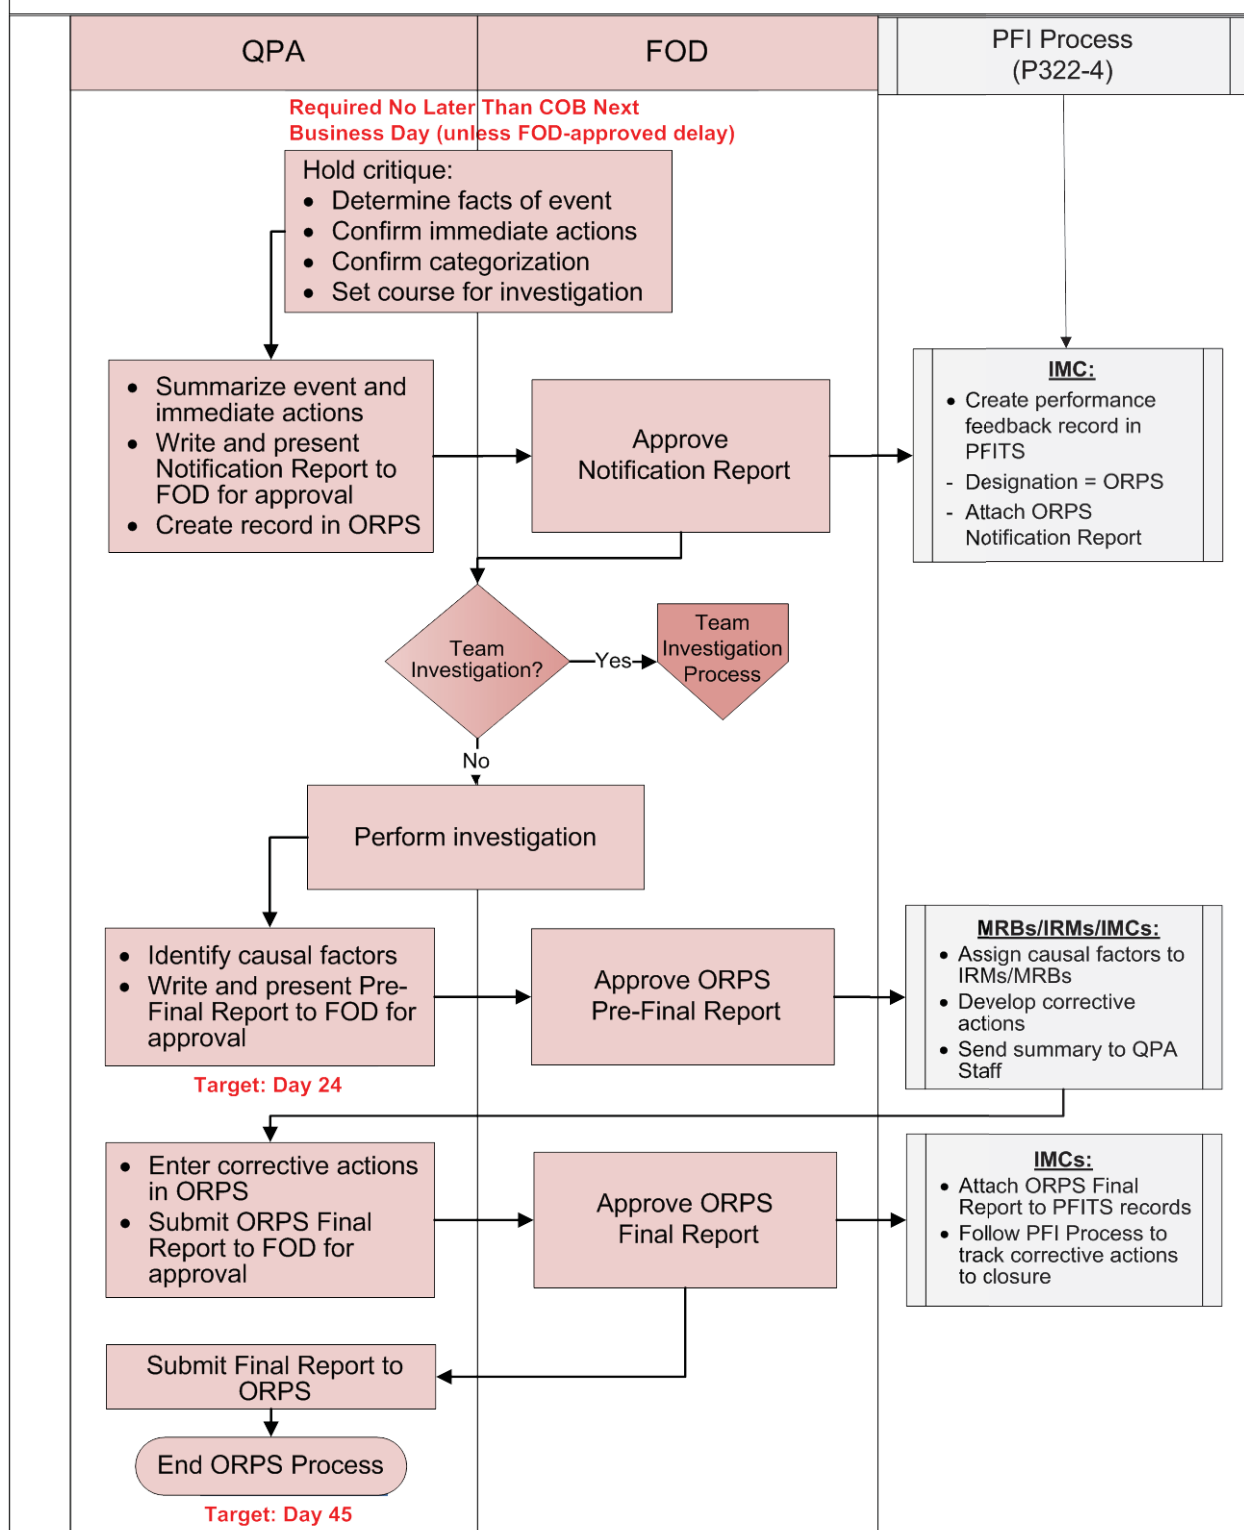 QPA
FOD
PFI Process
(P322-4)
Required No Later Than COB Next
Business Day (unless FOD-approved delay)
Hold critique:
• Determine facts of event
• Confirm immediate actions
• Confirm categorization
• Set course for investigation
• Summarize event and
immediate actions
• Write and present
Notification Report to
FOD for approval
• Create record in ORPS
Approve
Notification Report
IMC:
• Create performance
feedback record in
PFITS
- Designation = ORPS
- Attach ORPS
Notification Report
Team
Investigation?
Yes
Team
Investigation
Process
No
Perform investigation
• Identify causal factors
• Write and present Pre-
Final Report to FOD for
approval
Target: Day 24
Approve ORPS
Pre-Final Report
MRBs/IRMs/IMCs:
• Assign causal factors to
IRMs/MRBs
• Develop corrective
actions
• Send summary to QPA
Staff
• Enter corrective actions
in ORPS
• Submit ORPS Final
Report to FOD for
approval
Approve ORPS
Final Report
IMCs:
• Attach ORPS Final
Report to PFITS records
• Follow PFI Process to
track corrective actions
to closure
Submit Final Report to
ORPS
End ORPS Process
Target: Day 45